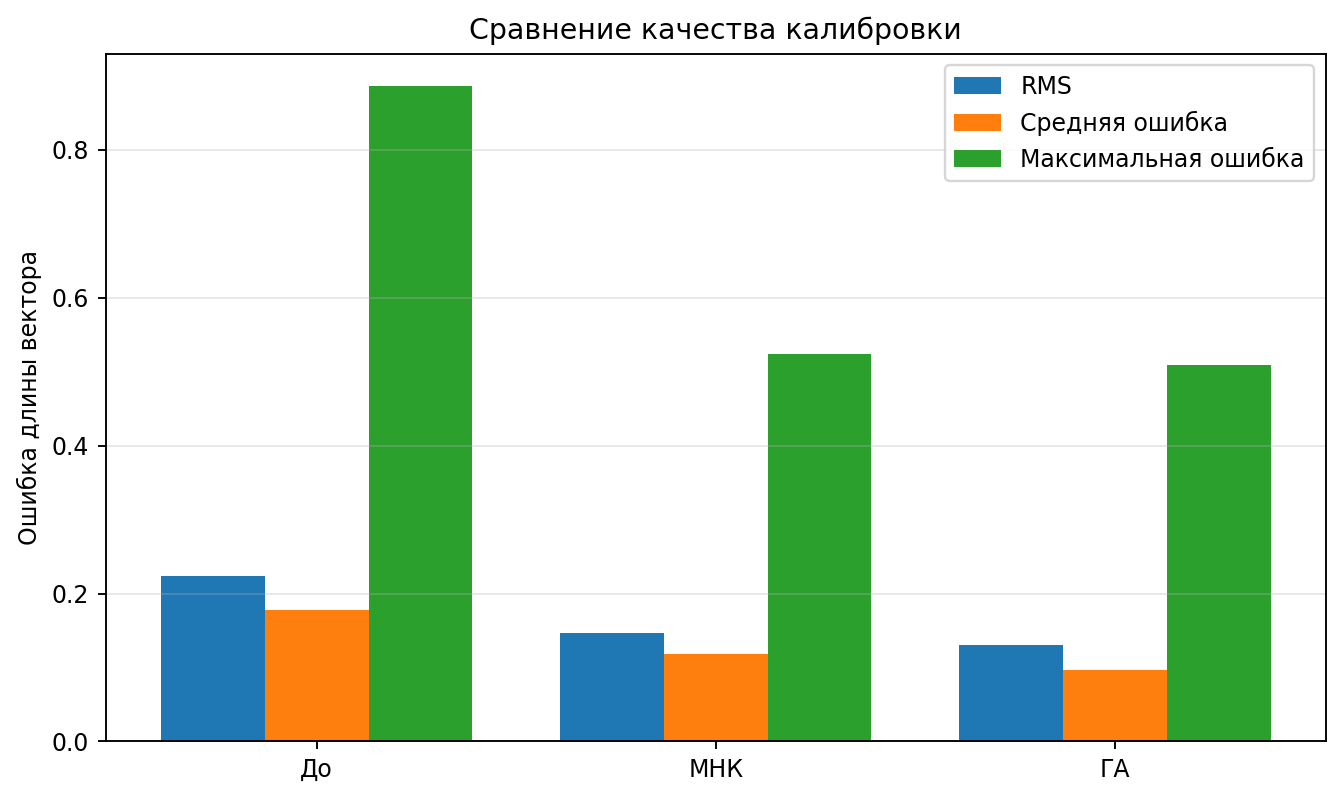 Сравнение качества калибровки
RMS
Средняя ошибка
Максимальная ошибка
Ошибка длины вектора
0.8
0.6
0.4
0.2
0.0
До
МНК
ГА